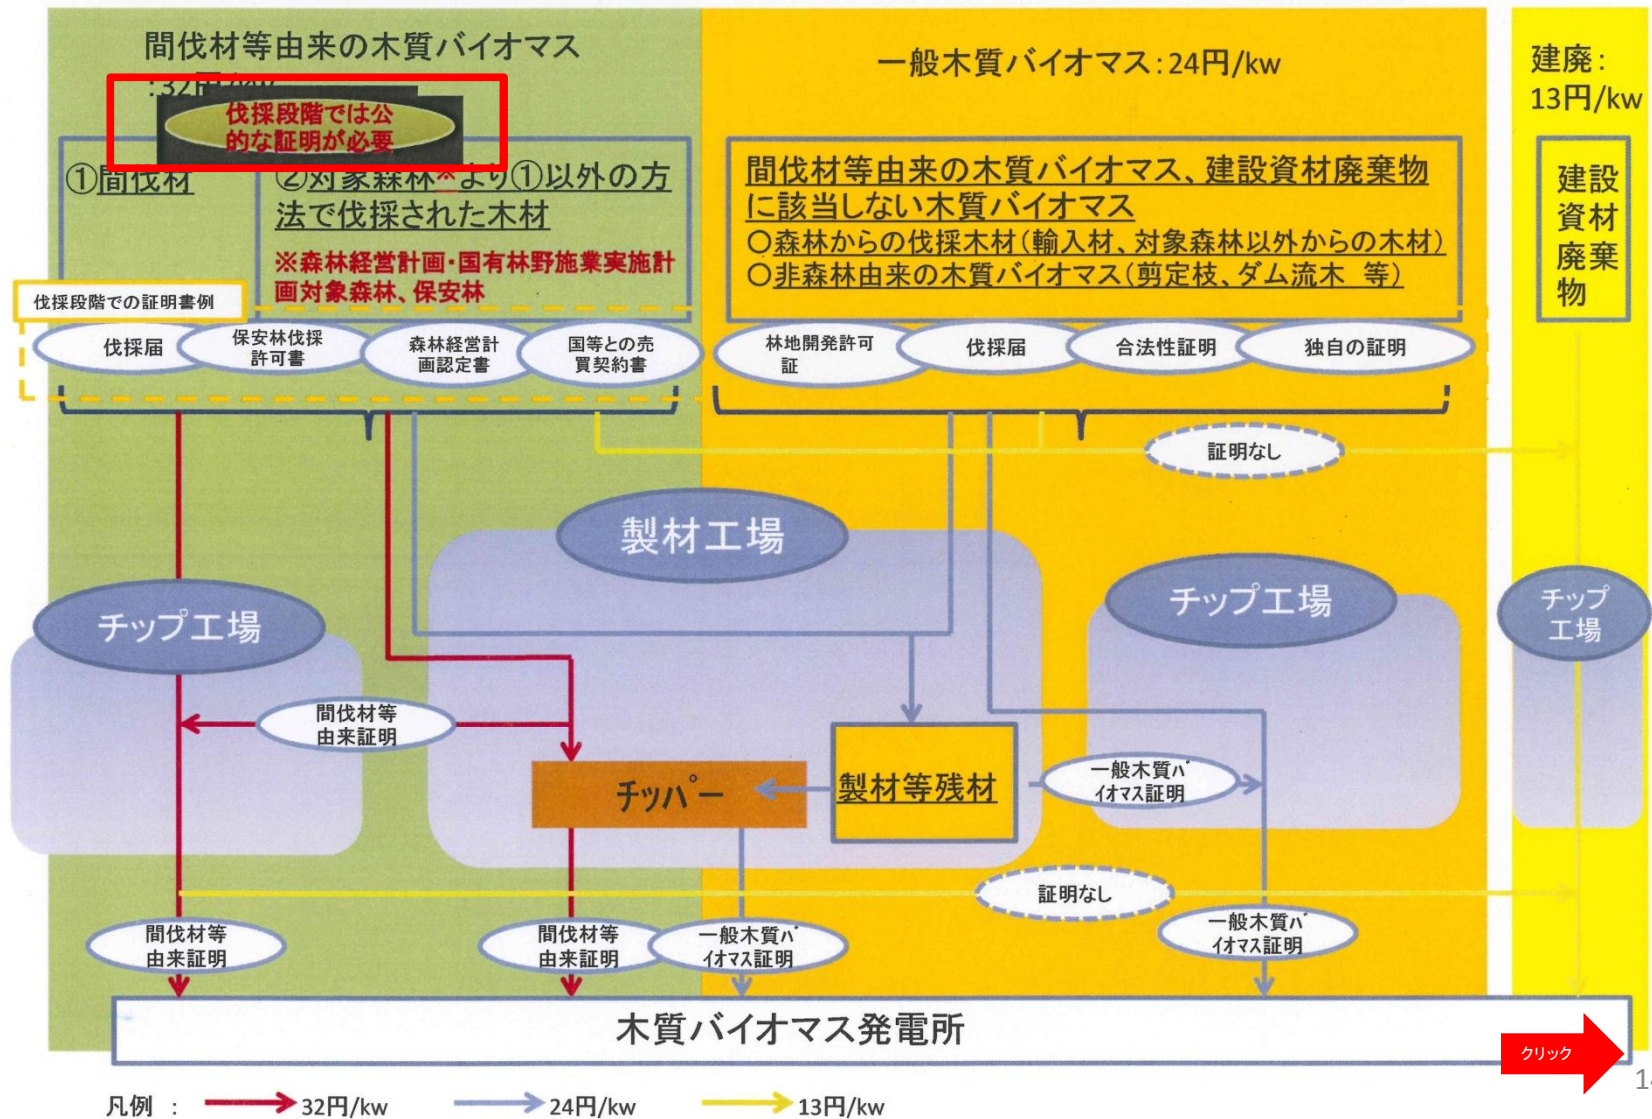 間伐材等由来の木質バイオマス
:32円/kw
伐採段階では公
的な証明が必要
①間伐材
②対象森林※より①以外の方
法で伐採された木材
※森林経営計画・国有林野施業実施計
画対象森林、保安林
一般木質バイオマス:24円/kw
間伐材等由来の木質バイオマス、建設資材廃棄物
に該当しない木質バイオマス
○森林からの伐採木材(輸入材、対象森林以外からの木材)
○非森林由来の木質バイオマス(剪定枝、ダム流木 等)
建廃:
13円/kw
建設
資材
廃棄
物
伐採段階での証明書例
伐採届
保安林伐採
許可書
森林経営計
画認定書
国等との売
買契約書
林地開発許可
証
伐採届
合法性証明
独自の証明
証明なし
製材工場
チップ工場
チップ工場
チップ
工場
間伐材等
由来証明
チッパー
製材等残材
一般木質バ
イオマス証明
証明なし
間伐材等
由来証明
間伐材等
由来証明
一般木質バ
イオマス証明
一般木質バ
イオマス証明
木質バイオマス発電所
クリック
凡例 : 32円/kw 24円/kw 13円/kw